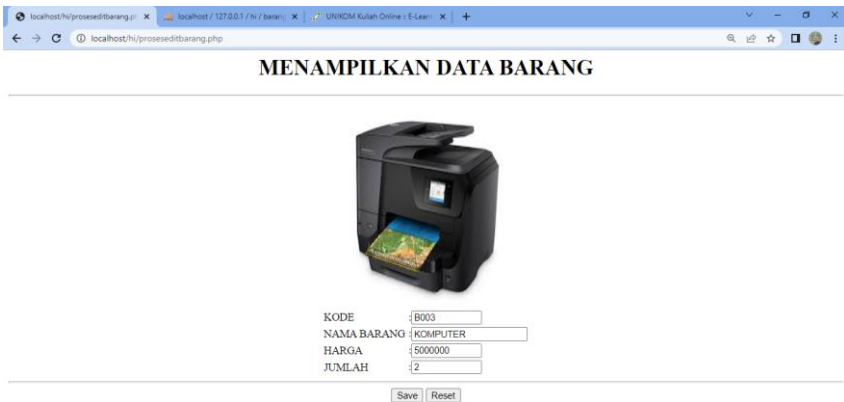 localhost/hi/proseseditbarang.p
localhost / 127.0.0.1 / hi / barang
UNIKOM Kuliah Online : E-Learn
localhost/hi/proseseditbarang.php
MENAMPILKAN DATA BARANG
KODE :B003
NAMA BARANG :KOMPUTER
HARGA :5000000
JUMLAH :2
Save Reset